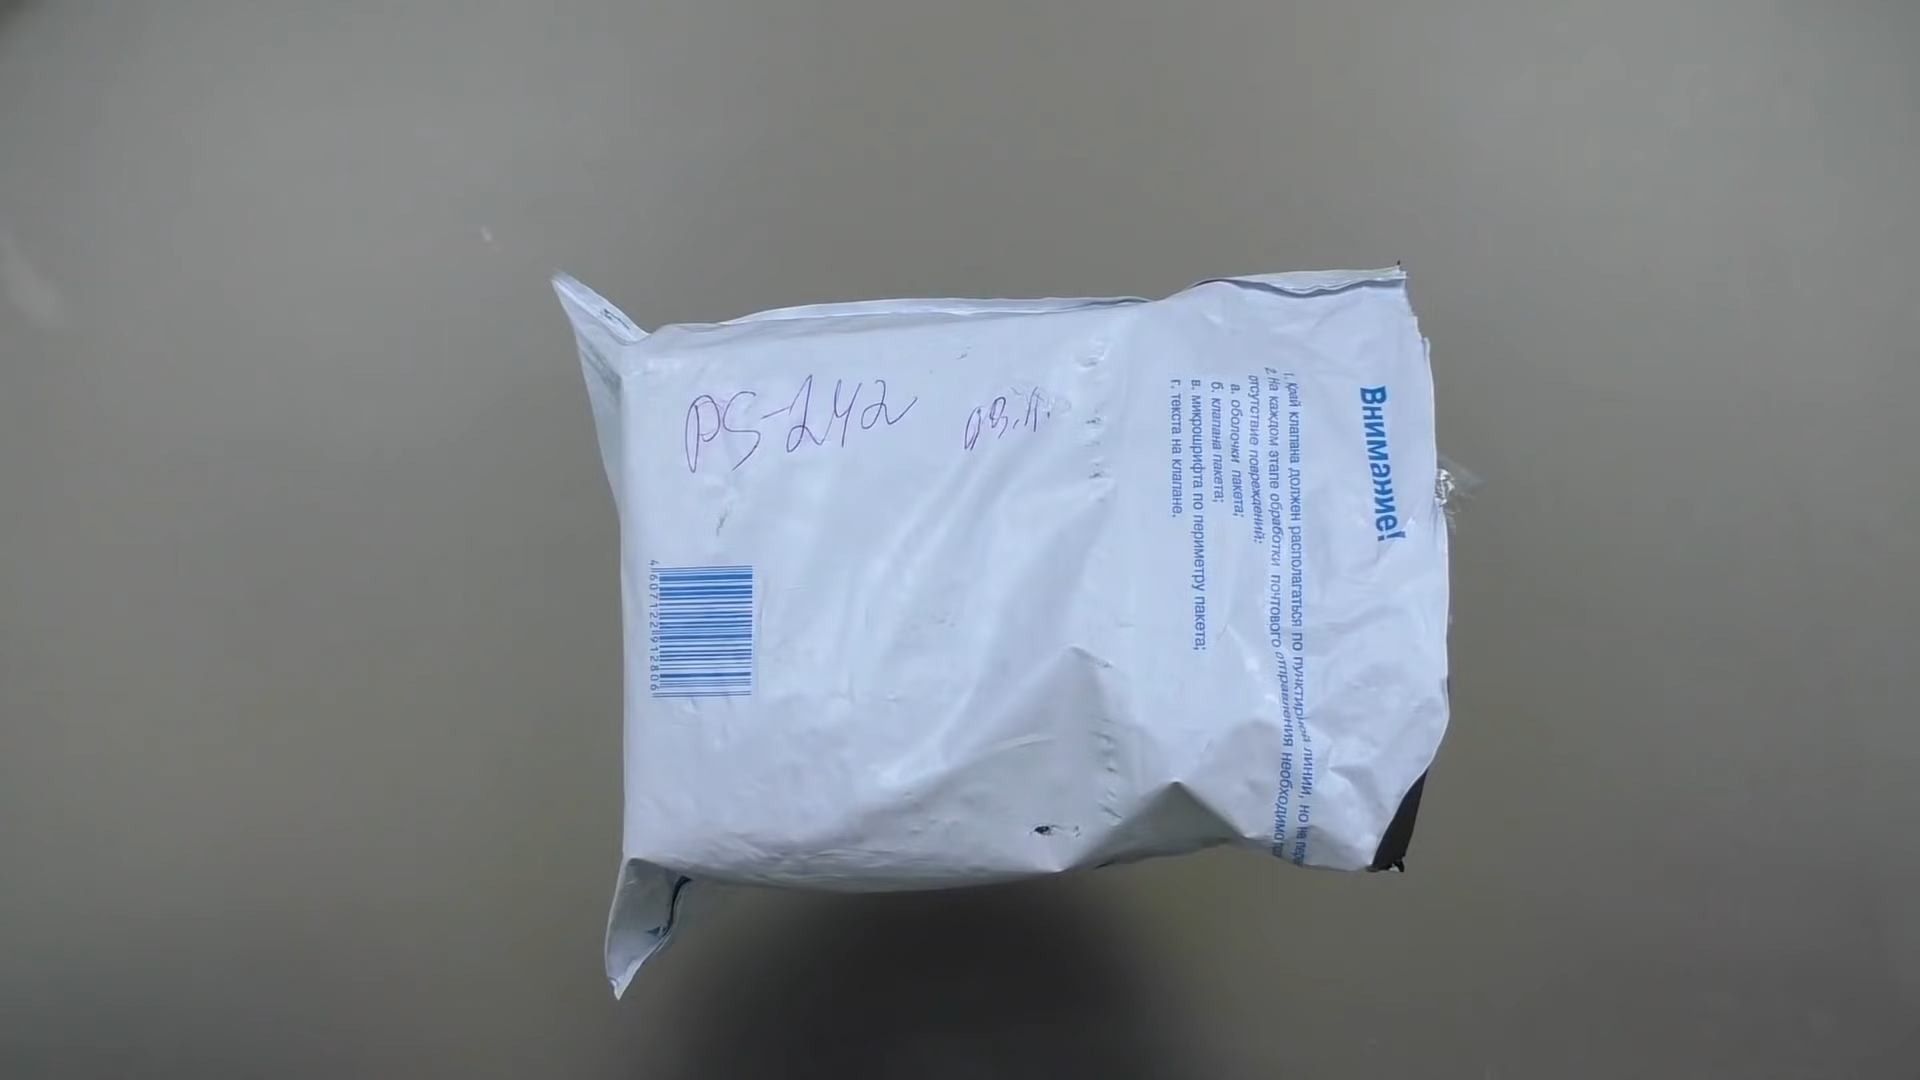 PS-242
Внимание!
1. край клапана должен располагаться по пунктирной линии, но не
2. На каждом этапе обработки почтового отправления необходимо
отсутствие повреждений:
а. оболочки пакета;
б. клапана пакета;
в. микрошрифта по периметру пакета;
г. текста на клапане.
4607122912806